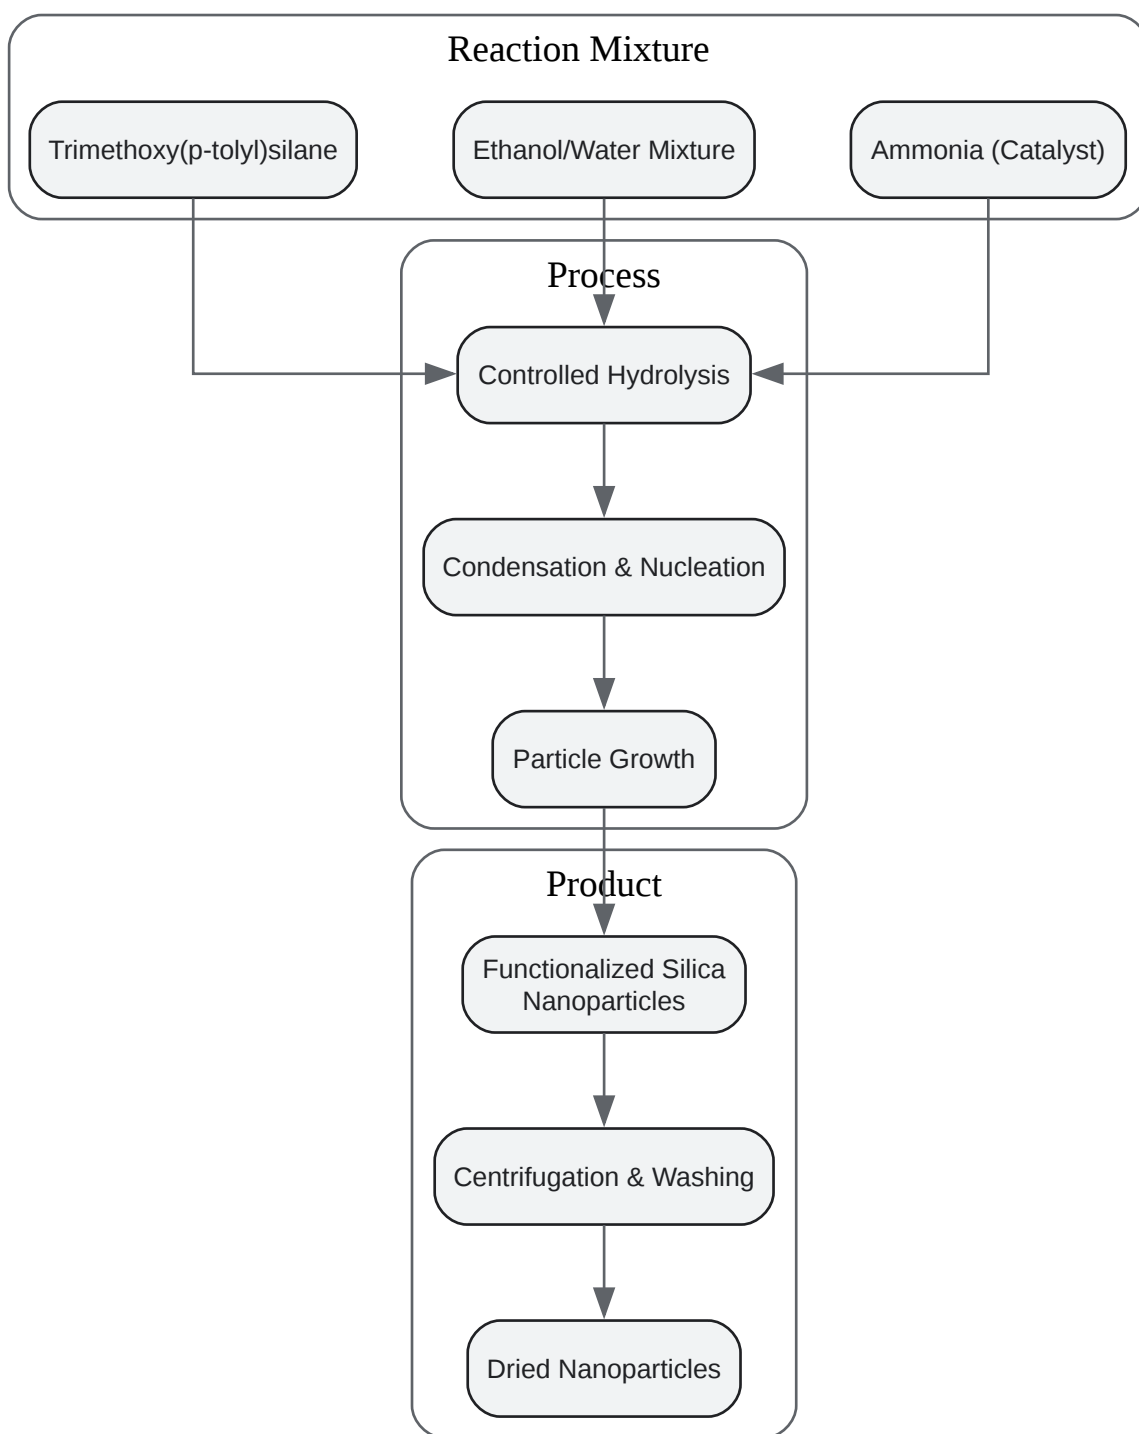 Reaction Mixture
Trimethoxy(p-tolyl)silane
Ethanol/Water Mixture
Ammonia (Catalyst)
Process
Controlled Hydrolysis
Condensation & Nucleation
Particle Growth
Product
Functionalized Silica
Nanoparticles
Centrifugation & Washing
Dried Nanoparticles